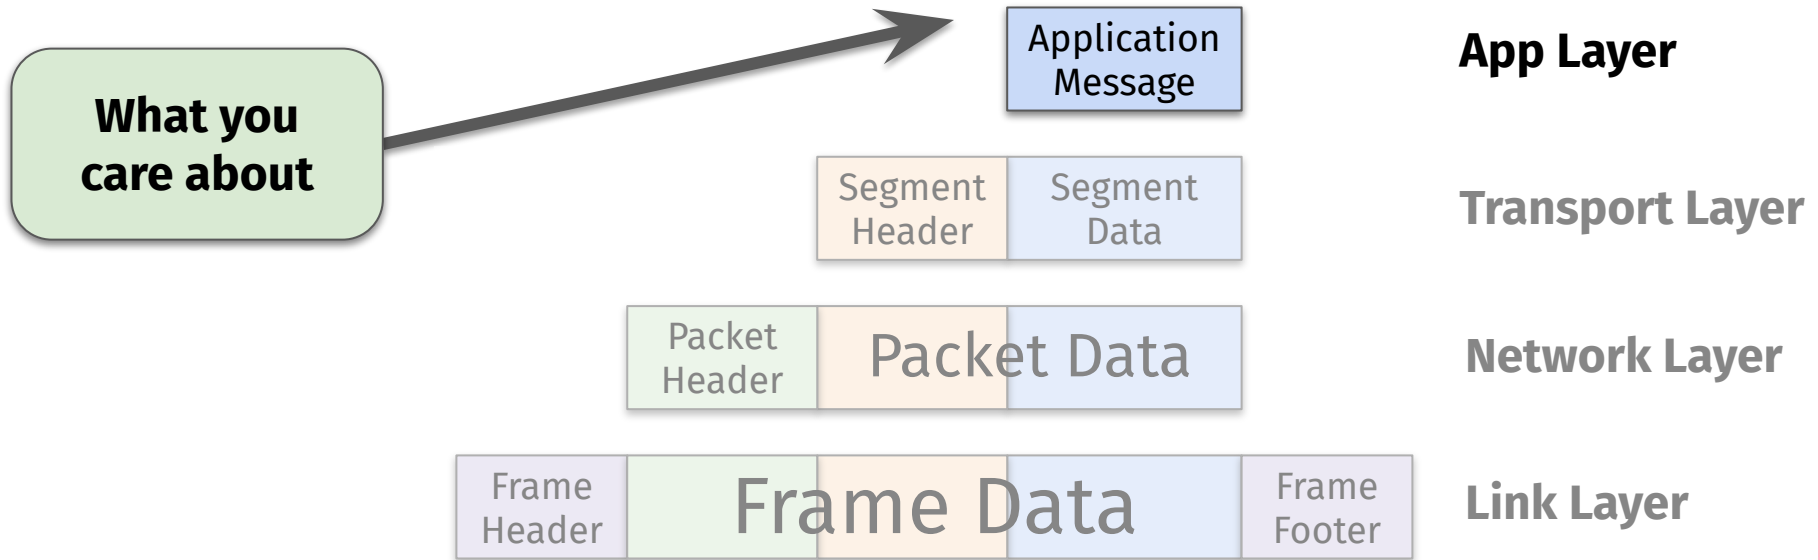 What you
care about
Application
Message
App Layer
Segment
Header
Segment
Data
Transport Layer
Packet
Header
Packet Data
Network Layer
Frame
Header
Frame Data
Frame
Footer
Link Layer